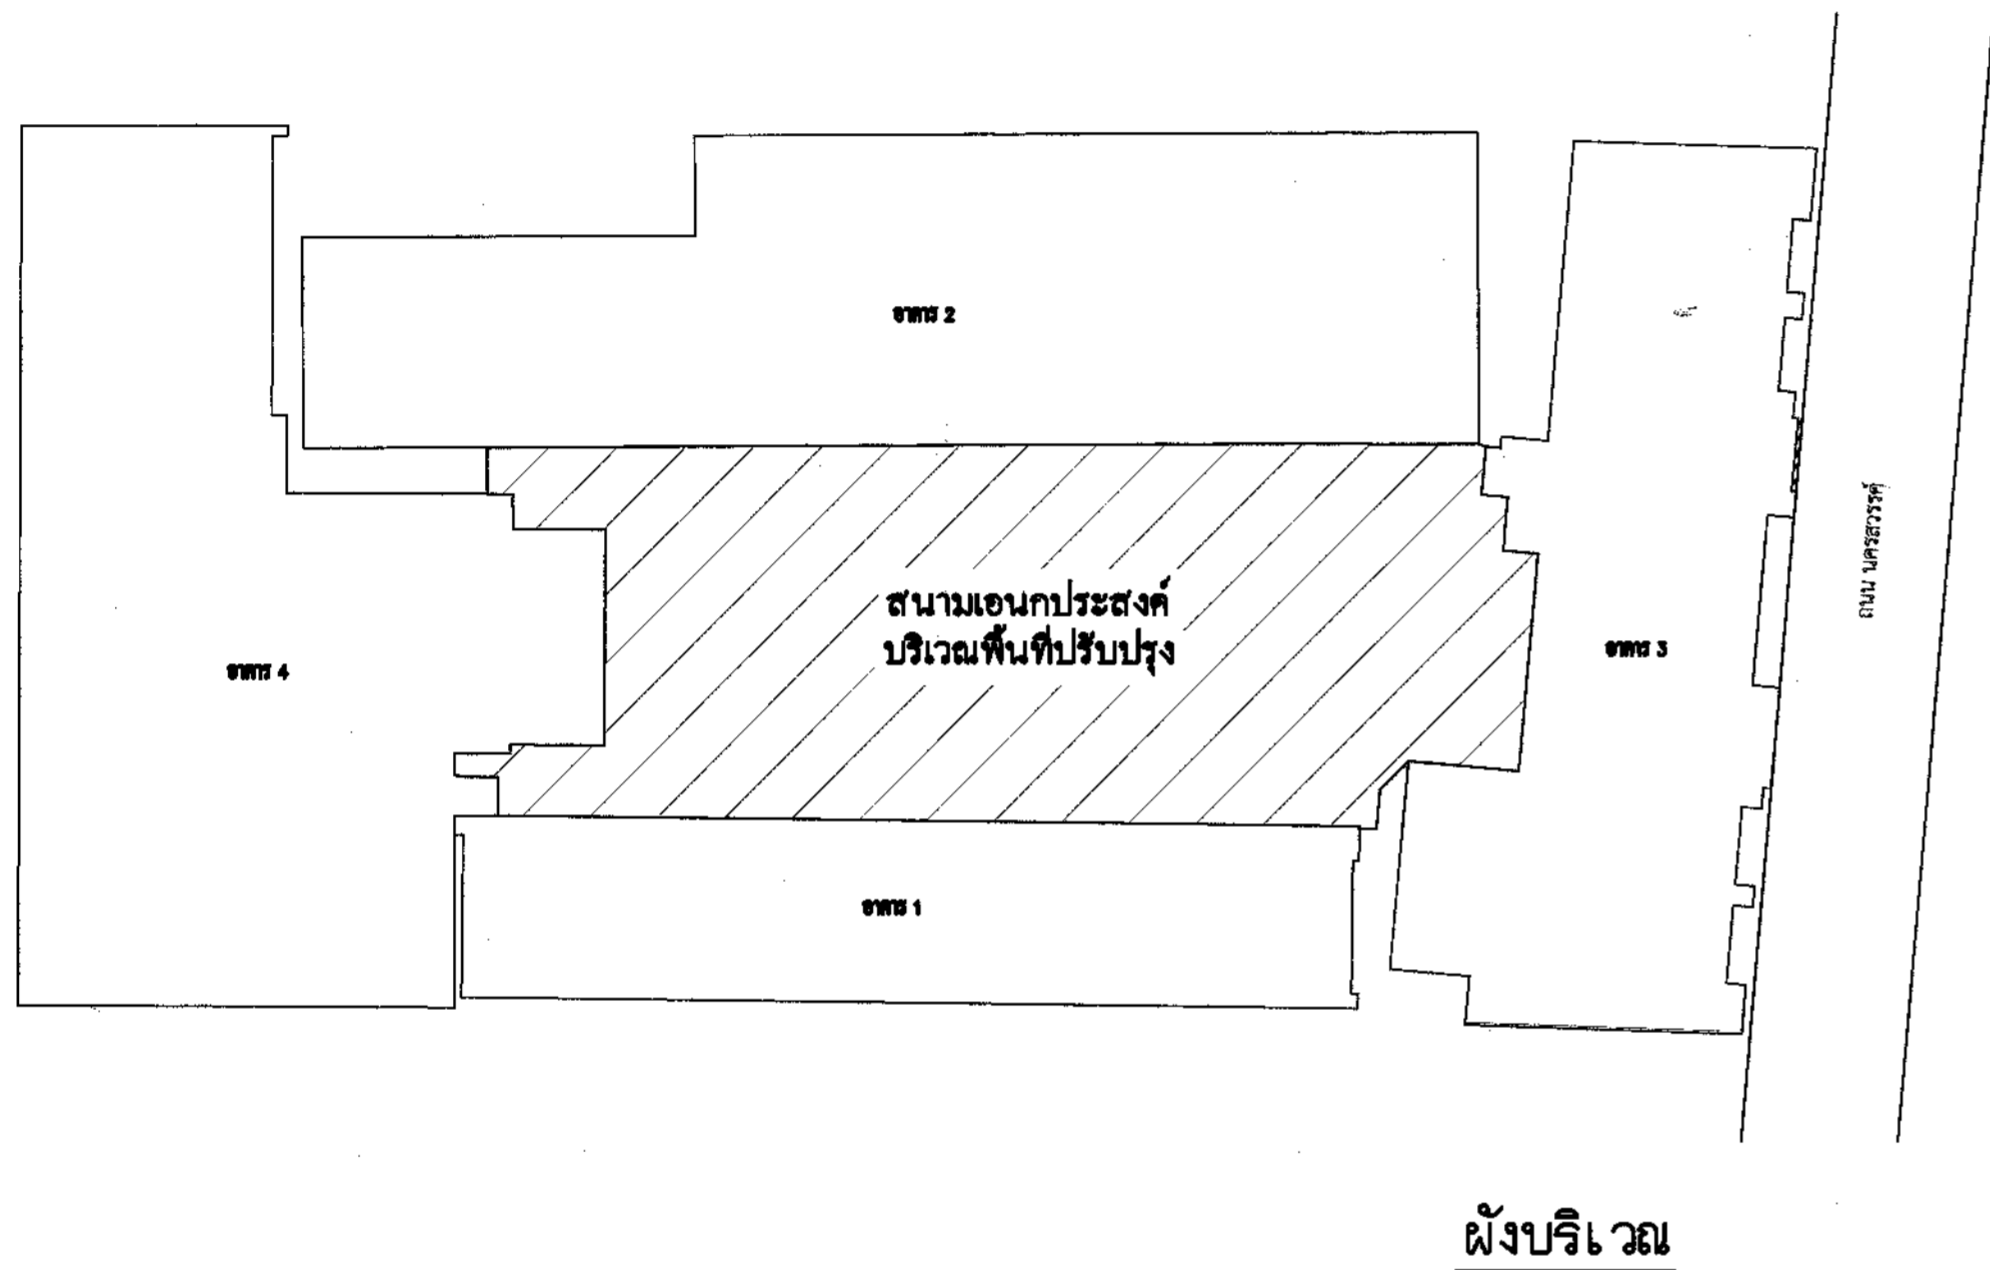 อาคาร 2
สนามเอนกประสงค์
บริเวณพื้นที่ปรับปรุง
อาคาร 4
อาคาร 3
ถนน นครสวรรค์
อาคาร 1
ผังบริเวณ